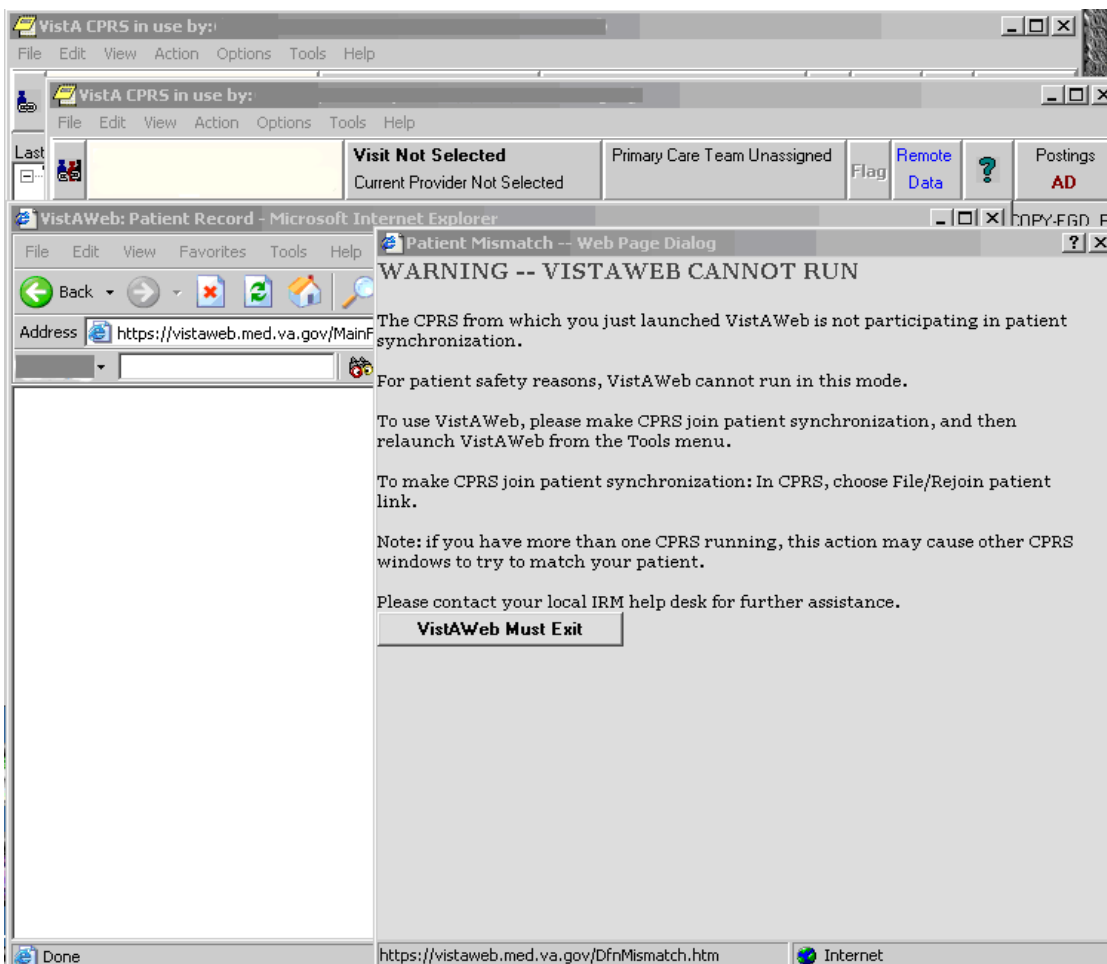 VistA CPRS in use by:
File Edit View Action Options Tools Help
VistA CPRS in use by:
File Edit View Action Options Tools Help
Last
Visit Not Selected
Current Provider Not Selected
Primary Care Team Unassigned
Flag
Remote
Data
?
Postings
AD
VistAWeb: Patient Record - Microsoft Internet Explorer
File Edit View Favorites Tools Help
Back
Address https://vistaweb.med.va.gov/MainF
Patient Mismatch -- Web Page Dialog
WARNING -- VISTAWEB CANNOT RUN
The CPRS from which you just launched VistAWeb is not participating in patient
synchronization.
For patient safety reasons, VistAWeb cannot run in this mode.
To use VistAWeb, please make CPRS join patient synchronization, and then
relaunch VistAWeb from the Tools menu.
To make CPRS join patient synchronization: In CPRS, choose File/Rejoin patient
link.
Note: if you have more than one CPRS running, this action may cause other CPRS
windows to try to match your patient.
Please contact your local IRM help desk for further assistance.
VistAWeb Must Exit
Done
https://vistaweb.med.va.gov/DfnMismatch.htm
Internet